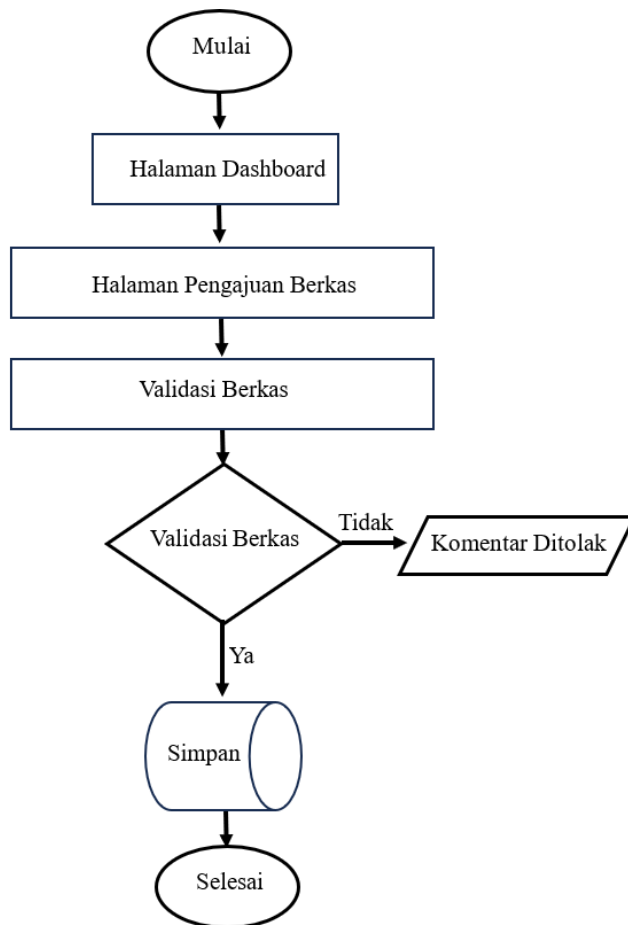 Mulai
Halaman Dashboard
Halaman Pengajuan Berkas
Validasi Berkas
Validasi Berkas
Tidak
Komentar Ditolak
Ya
Simpan
Selesai